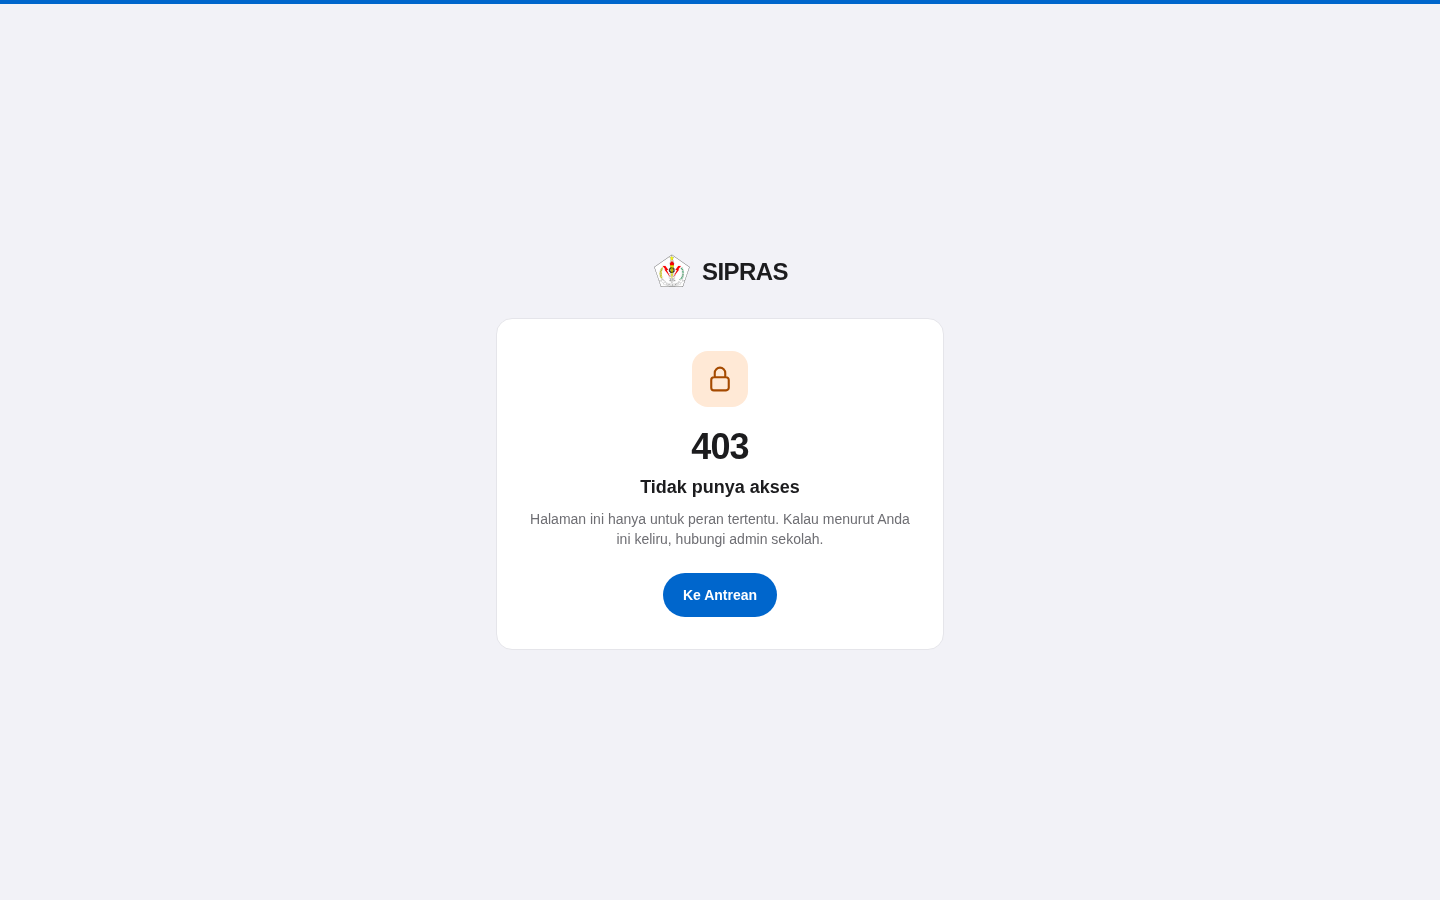 SIPRAS
403
Tidak punya akses
Halaman ini hanya untuk peran tertentu. Kalau menurut Anda
ini keliru, hubungi admin sekolah.
Ke Antrean